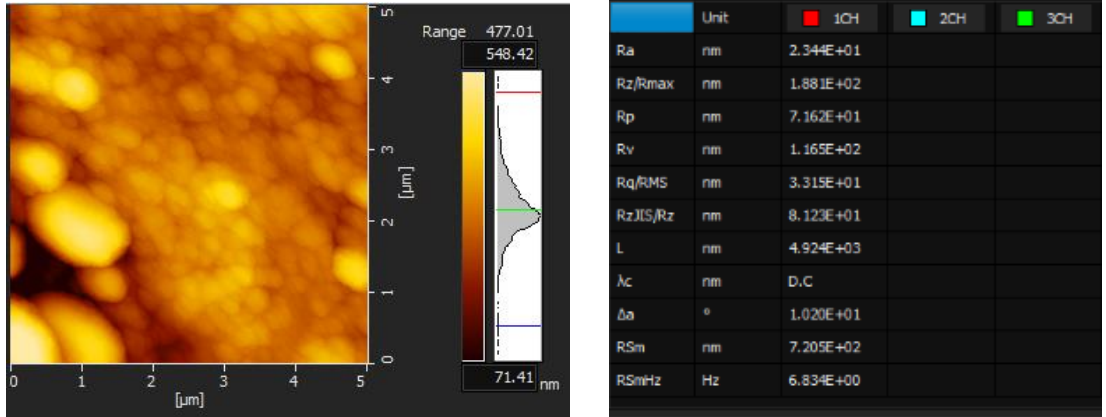 Range 477.01
548.42
5
4
3
[µm]
2
1
0
71.41 nm
0 1 2 3 4 5
[µm]
Unit 1CH 2CH 3CH
Ra nm 2.344E+01
Rz/Rmax nm 1.881E+02
Rp nm 7.162E+01
Rv nm 1.165E+02
Rq/RMS nm 3.315E+01
RzJIS/Rz nm 8.123E+01
L nm 4.924E+03
λc nm D.C
Δa º 1.020E+01
RSm nm 7.205E+02
RSmHz Hz 6.834E+00